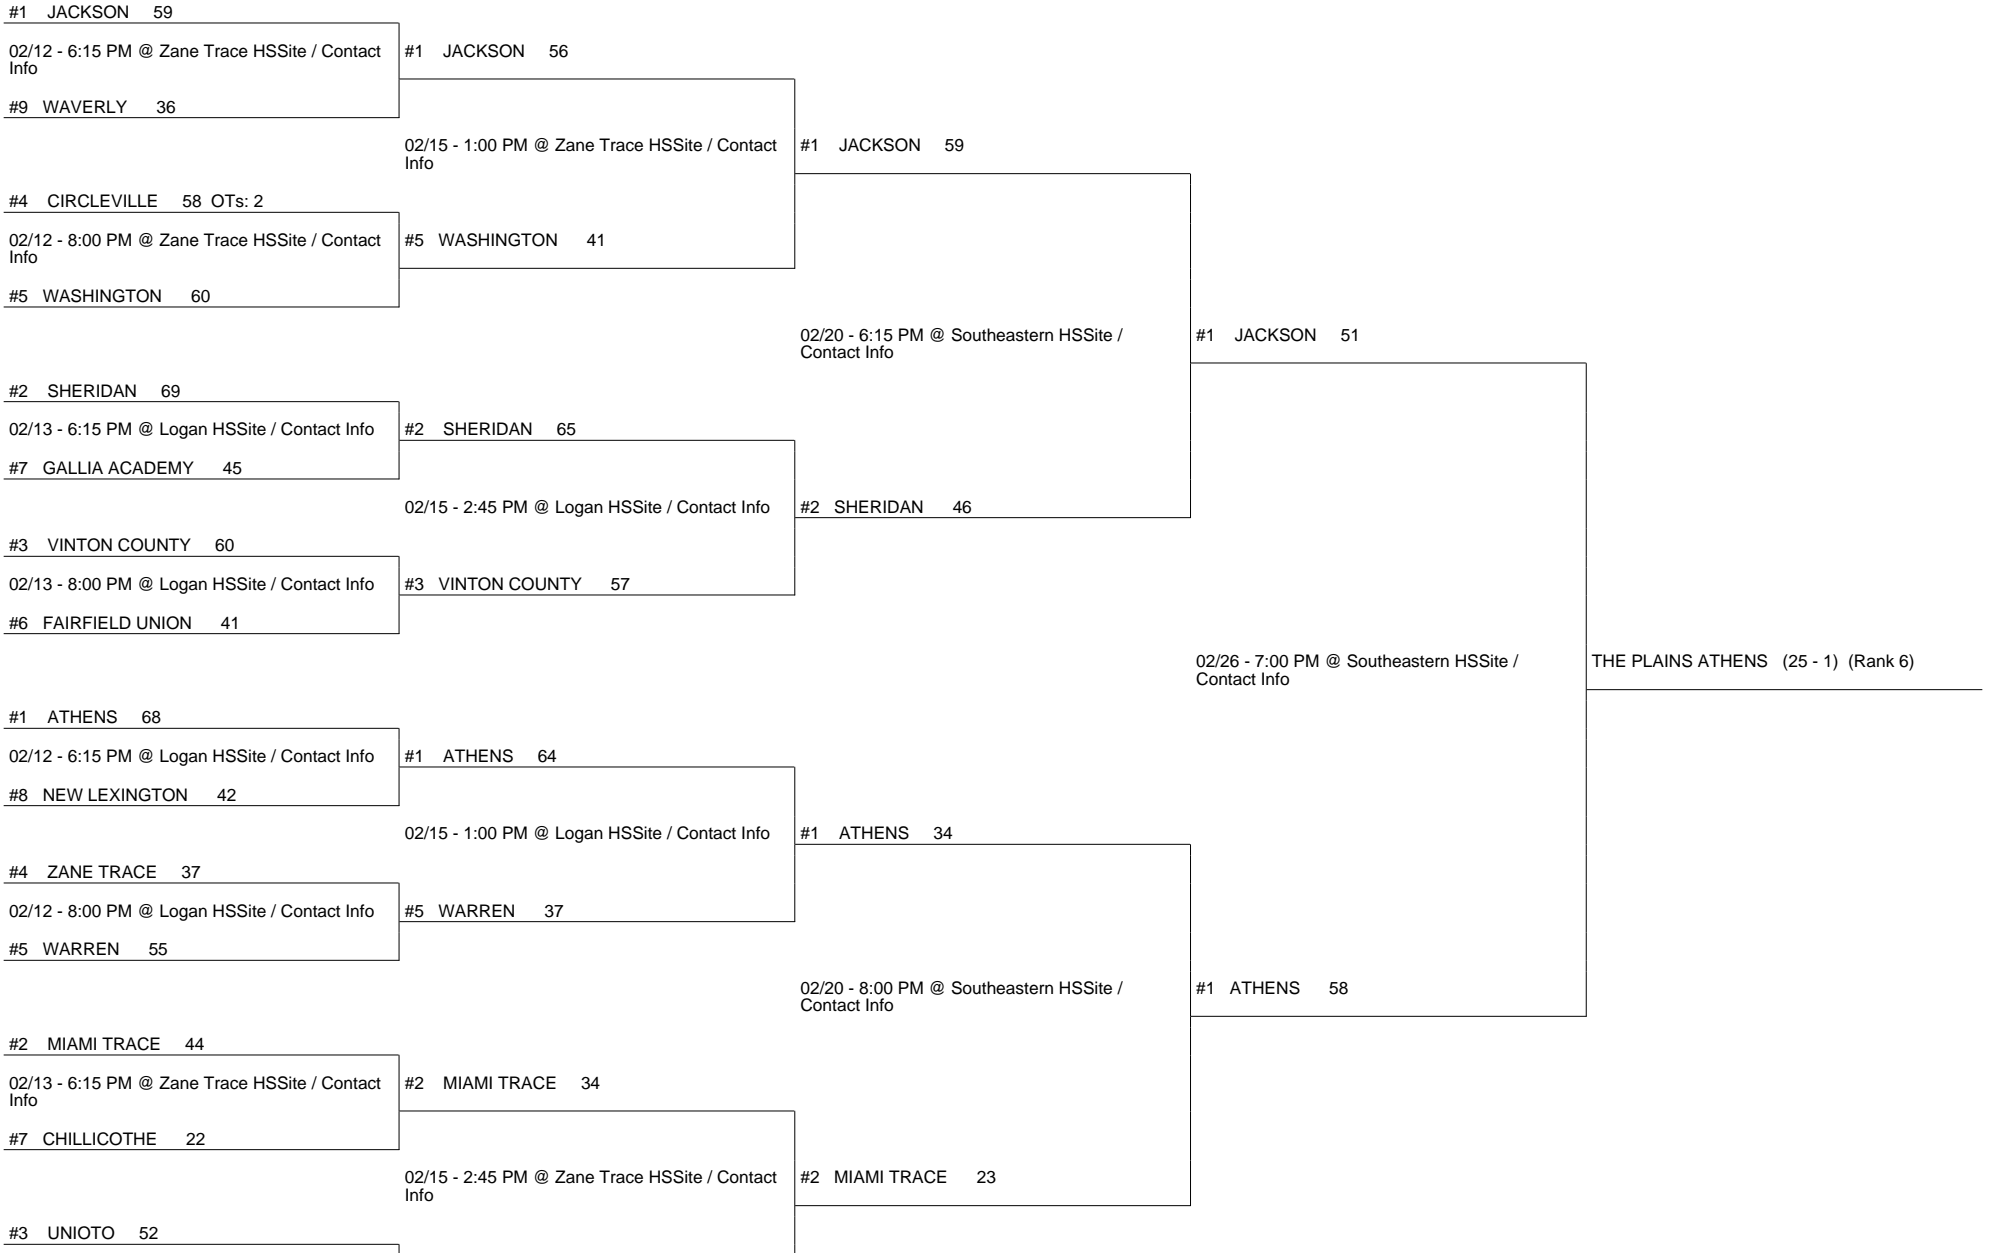 #1 JACKSON 59
02/12 - 6:15 PM @ Zane Trace HSSite / Contact
Info
#9 WAVERLY 36
#1 JACKSON 56
02/15 - 1:00 PM @ Zane Trace HSSite / Contact
Info
#4 CIRCLEVILLE 58 OTs: 2
02/12 - 8:00 PM @ Zane Trace HSSite / Contact
Info
#5 WASHINGTON 60
#5 WASHINGTON 41
#1 JACKSON 59
02/20 - 6:15 PM @ Southeastern HSSite /
Contact Info
#2 SHERIDAN 69
02/13 - 6:15 PM @ Logan HSSite / Contact Info
#7 GALLIA ACADEMY 45
#2 SHERIDAN 65
02/15 - 2:45 PM @ Logan HSSite / Contact Info
#3 VINTON COUNTY 60
02/13 - 8:00 PM @ Logan HSSite / Contact Info
#6 FAIRFIELD UNION 41
#3 VINTON COUNTY 57
#2 SHERIDAN 46
#1 JACKSON 51
02/26 - 7:00 PM @ Southeastern HSSite /
Contact Info
THE PLAINS ATHENS (25 - 1) (Rank 6)
#1 ATHENS 68
02/12 - 6:15 PM @ Logan HSSite / Contact Info
#8 NEW LEXINGTON 42
#1 ATHENS 64
02/15 - 1:00 PM @ Logan HSSite / Contact Info
#4 ZANE TRACE 37
02/12 - 8:00 PM @ Logan HSSite / Contact Info
#5 WARREN 55
#5 WARREN 37
#1 ATHENS 34
02/20 - 8:00 PM @ Southeastern HSSite /
Contact Info
#1 ATHENS 58
#2 MIAMI TRACE 44
02/13 - 6:15 PM @ Zane Trace HSSite / Contact
Info
#7 CHILLICOTHE 22
#2 MIAMI TRACE 34
02/15 - 2:45 PM @ Zane Trace HSSite / Contact
Info
#2 MIAMI TRACE 23
#3 UNIOTO 52